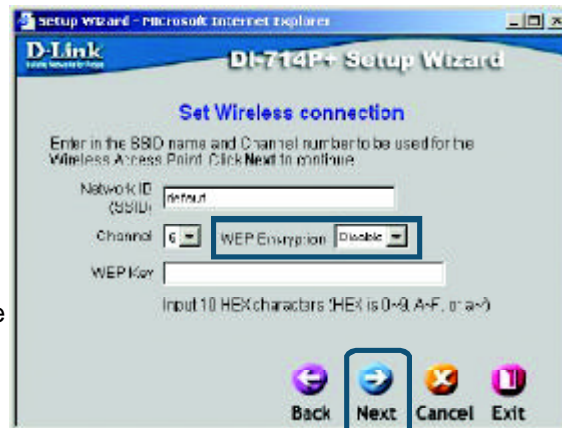 Setup Wizard - Microsoft Internet Explorer
D-Link
DI-714P+ Setup Wizard
Set Wireless connection
Enter in the SSID name and Channel number to be used for the
Wireless Access Point. Click Next to continue
Network ID
(SSID)
default
Channel 6 WEP Encryption Disable
WEP Key
e
Input 10 HEX characters (HEX is 0~9, A~F, or a~f)
Back Next Cancel Exit